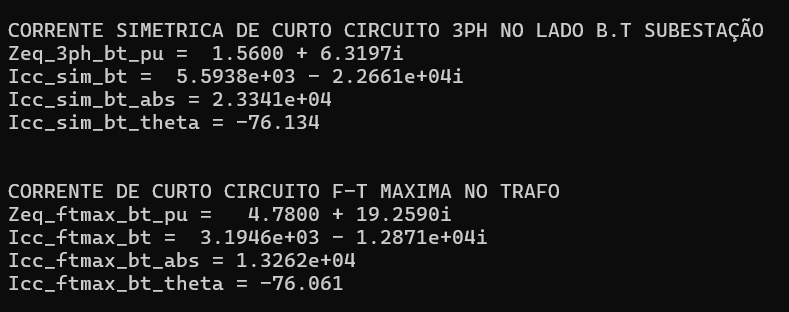 CORRENTE SIMETRICA DE CURTO CIRCUITO 3PH NO LADO B.T SUBESTAÇÃO
Zeq_3ph_bt_pu =  1.5600 + 6.3197i
Icc_sim_bt =  5.5938e+03 - 2.2661e+04i
Icc_sim_bt_abs = 2.3341e+04
Icc_sim_bt_theta = -76.134
CORRENTE DE CURTO CIRCUITO F-T MAXIMA NO TRAFO
Zeq_ftmax_bt_pu =   4.7800 + 19.2590i
Icc_ftmax_bt =  3.1946e+03 - 1.2871e+04i
Icc_ftmax_bt_abs = 1.3262e+04
Icc_ftmax_bt_theta = -76.061